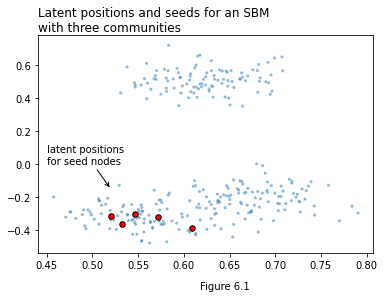 Latent positions and seeds for an SBM
with three communities
0.6
0.4
0.2
0.0
−0.2
−0.4
latent positions
for seed nodes
0.45
0.50
0.55
0.60
0.65
0.70
0.75
0.80
Figure 6.1